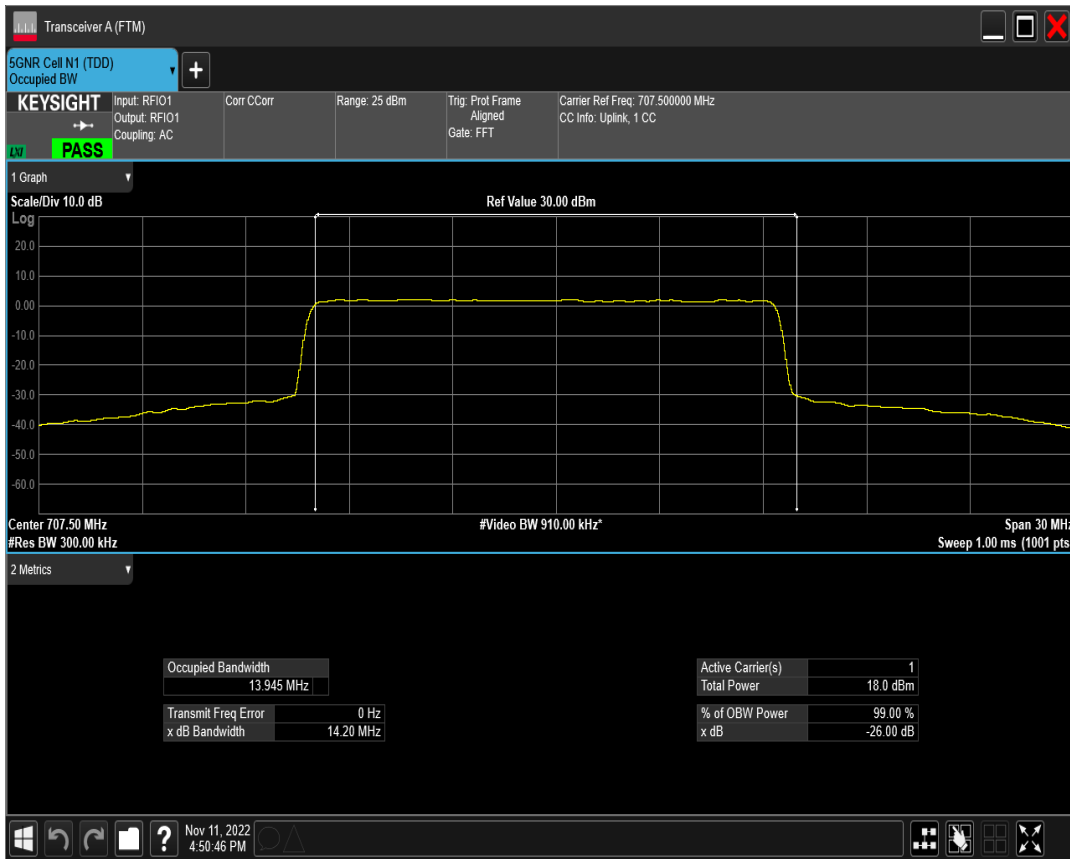 Transceiver A (FTM)
5GNR Cell N1 (TDD)
Occupied BW
+
KEYSIGHT
LXI
PASS
Input: RFIO1
Output: RFIO1
Coupling: AC
Corr CCorr
Range: 25 dBm
Trig: Prot Frame
Aligned
Gate: FFT
Carrier Ref Freq: 707.500000 MHz
CC Info: Uplink, 1 CC
1 Graph
Scale/Div 10.0 dB
Ref Value 30.00 dBm
Log
20.0
10.0
0.00
-10.0
-20.0
-30.0
-40.0
-50.0
-60.0
Center 707.50 MHz
#Video BW 910.00 kHz*
Span 30 MHz
#Res BW 300.00 kHz
Sweep 1.00 ms (1001 pts
2 Metrics
Occupied Bandwidth
13.945 MHz
Transmit Freq Error 0 Hz
x dB Bandwidth 14.20 MHz
Active Carrier(s) 1
Total Power 18.0 dBm
% of OBW Power 99.00 %
x dB -26.00 dB
?
Nov 11, 2022
4:50:46 PM